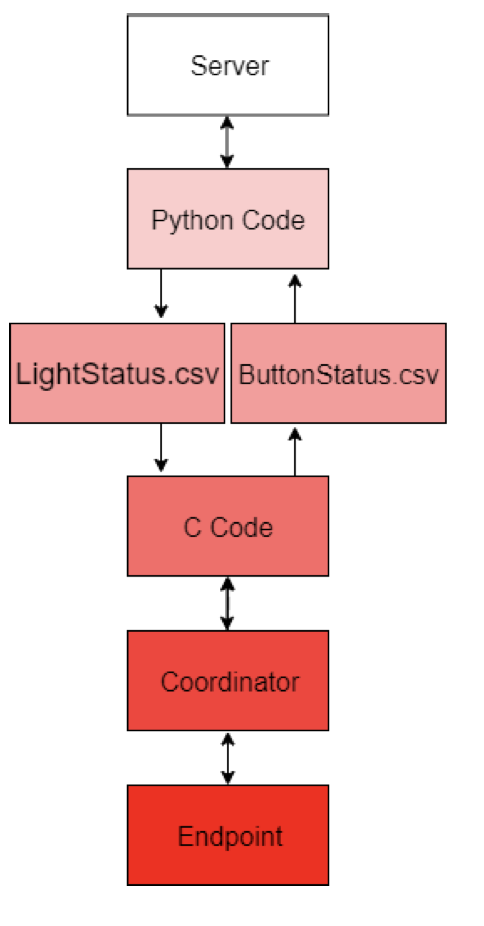 Server
Python Code
LightStatus.csv
ButtonStatus.csv
C Code
Coordinator
Endpoint